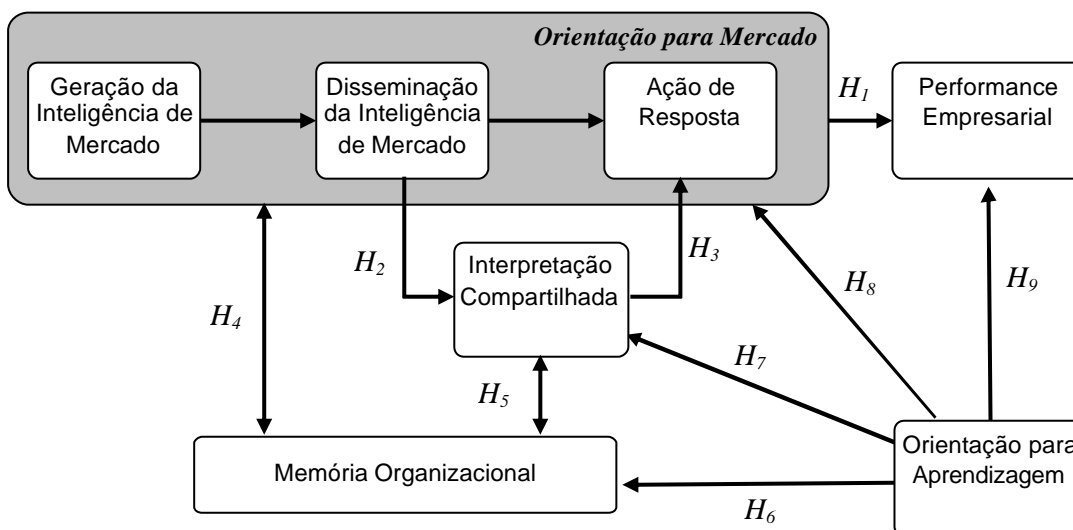 Orientação para Mercado
Geração da
Inteligência de
Mercado
Disseminação
da Inteligência
de Mercado
Ação de
Resposta
H1
Performance
Empresarial
H2
Interpretação
Compartilhada
H3
H4
H5
H7
H8
H9
Memória Organizacional
Orientação para
Aprendizagem
H6